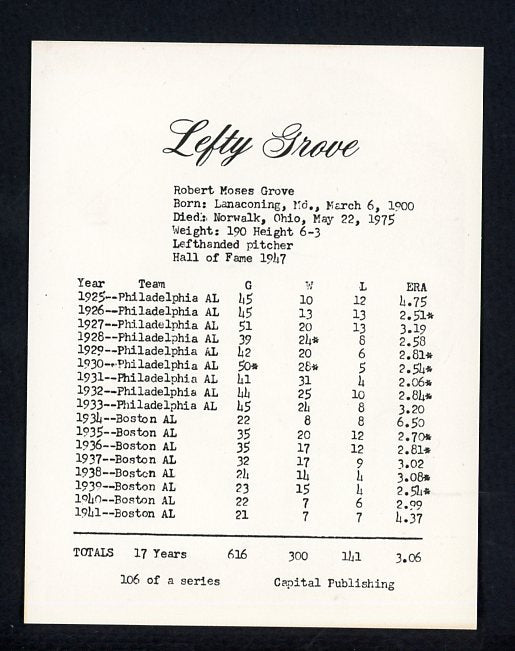 Lefty Grove
Robert Moses Grove
Born: Lanaconing, Md., March 6, 1900
Died: Norwalk, Ohio, May 22, 1975
Weight: 190 Height 6-3
Lefthanded pitcher
Hall of Fame 1947
Year Team G W L ERA
1925--Philadelphia AL 45 10 12 4.75
1926--Philadelphia AL 45 13 13 2.51*
1927--Philadelphia AL 51 20 13 3.19
1928--Philadelphia AL 39 24* 8 2.58
1929--Philadelphia AL 42 20 6 2.81*
1930--Philadelphia AL 50* 28* 5 2.54*
1931--Philadelphia AL 41 31 4 2.06*
1932--Philadelphia AL 44 25 10 2.84*
1933--Philadelphia AL 45 24 8 3.20
1934--Boston AL 22 8 8 6.50
1935--Boston AL 35 20 12 2.70*
1936--Boston AL 35 17 12 2.81*
1937--Boston AL 32 17 9 3.02
1938--Boston AL 24 14 4 3.08*
1939--Boston AL 23 15 4 2.54*
1940--Boston AL 22 7 6 2.99
1941--Boston AL 21 7 7 4.37
TOTALS 17 Years 616 300 141 3.06
106 of a series Capital Publishing